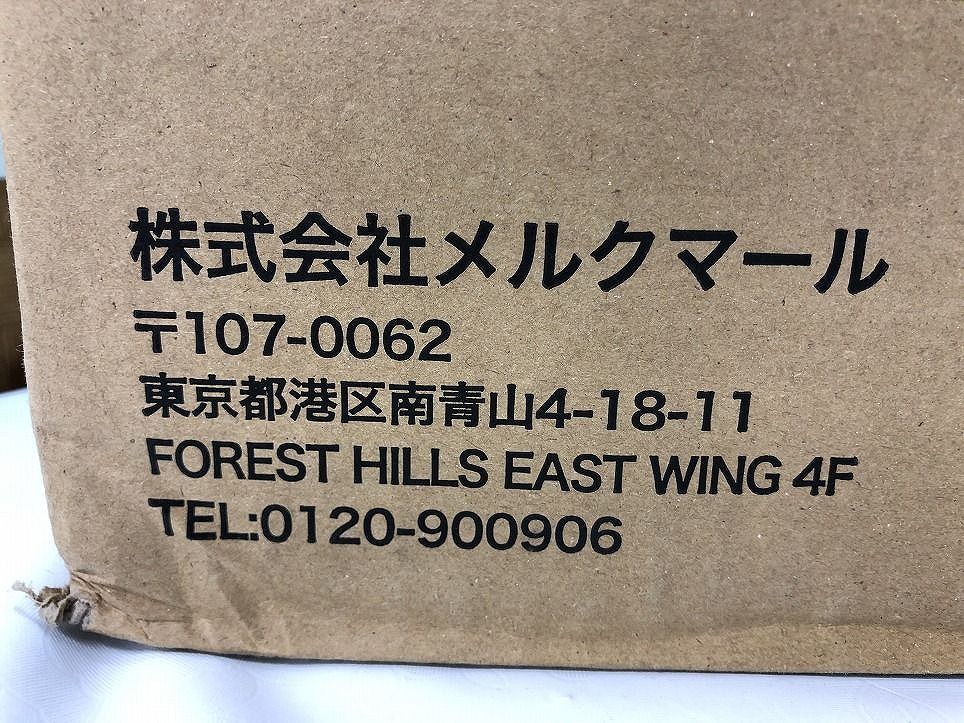 株式会社メルクマール
〒107-0062
東京都港区南青山4-18-11
FOREST HILLS EAST WING 4F
TEL:0120-900906